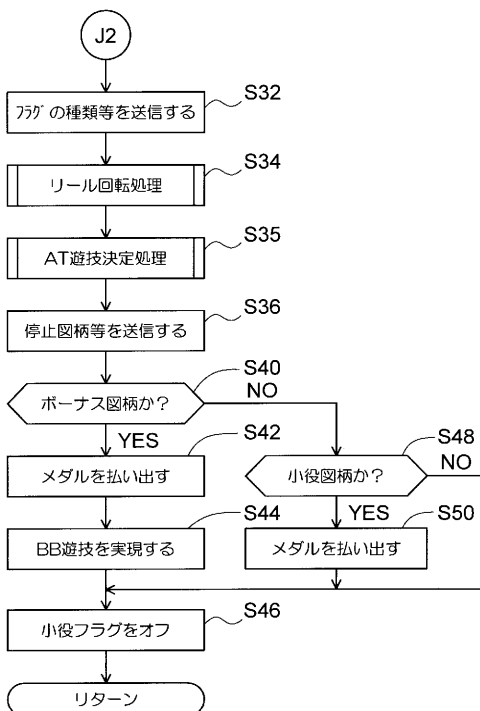 J2
ﾌﾗｸﾞの種類等を送信する
S32
リール回転処理
S34
AT遊技決定処理
S35
停止図柄等を送信する
S36
ボーナス図柄か?
S40
NO
YES
メダルを払い出す
S42
小役図柄か?
S48
NO
YES
BB遊技を実現する
S44
メダルを払い出す
S50
小役フラグをオフ
S46
リターン